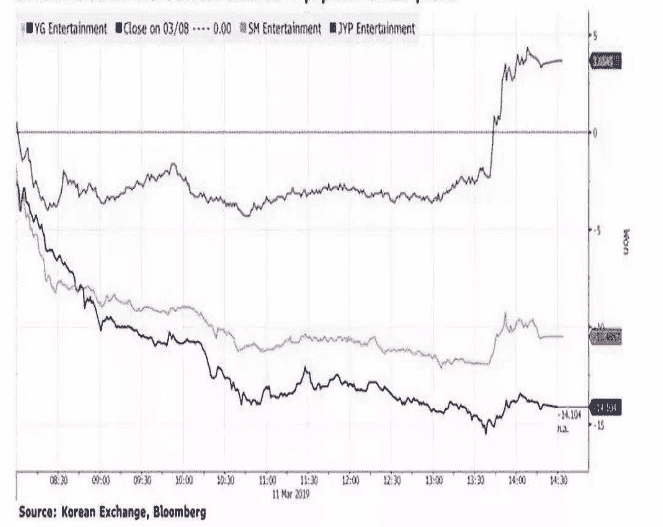 YG Entertainment Close on 03/08 ---- 0.00 SM Entertainment JYP Entertainment
5
0
-5
Won
-14.104
n.a.
-15
08:30 09:00 09:30 10:00 10:30 11:00 11:30 12:00 12:30 13:00 13:30 14:00 14:30
11 Mar 2019
Source: Korean Exchange, Bloomberg